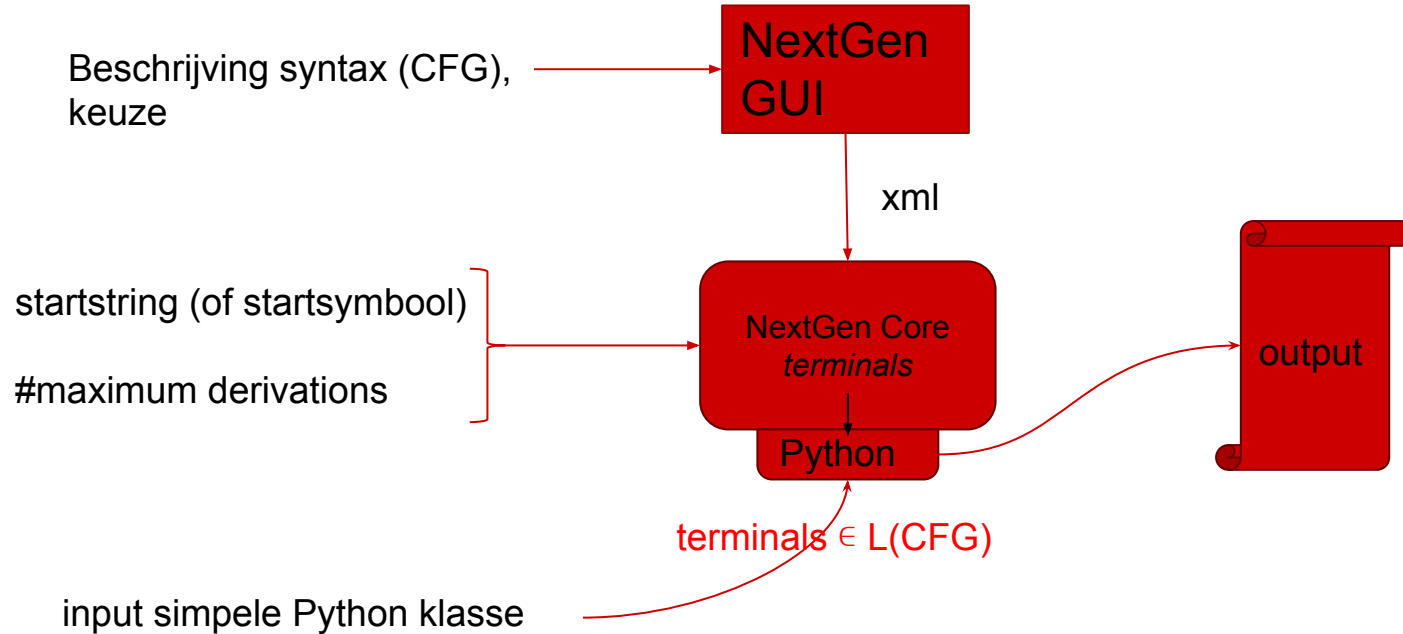 Beschrijving syntax (CFG),
keuze
NextGen
GUI
xml
startstring (of startsymbool)
#maximum derivations
NextGen Core
terminals
Python
output
terminals ∈ L(CFG)
input simpele Python klasse